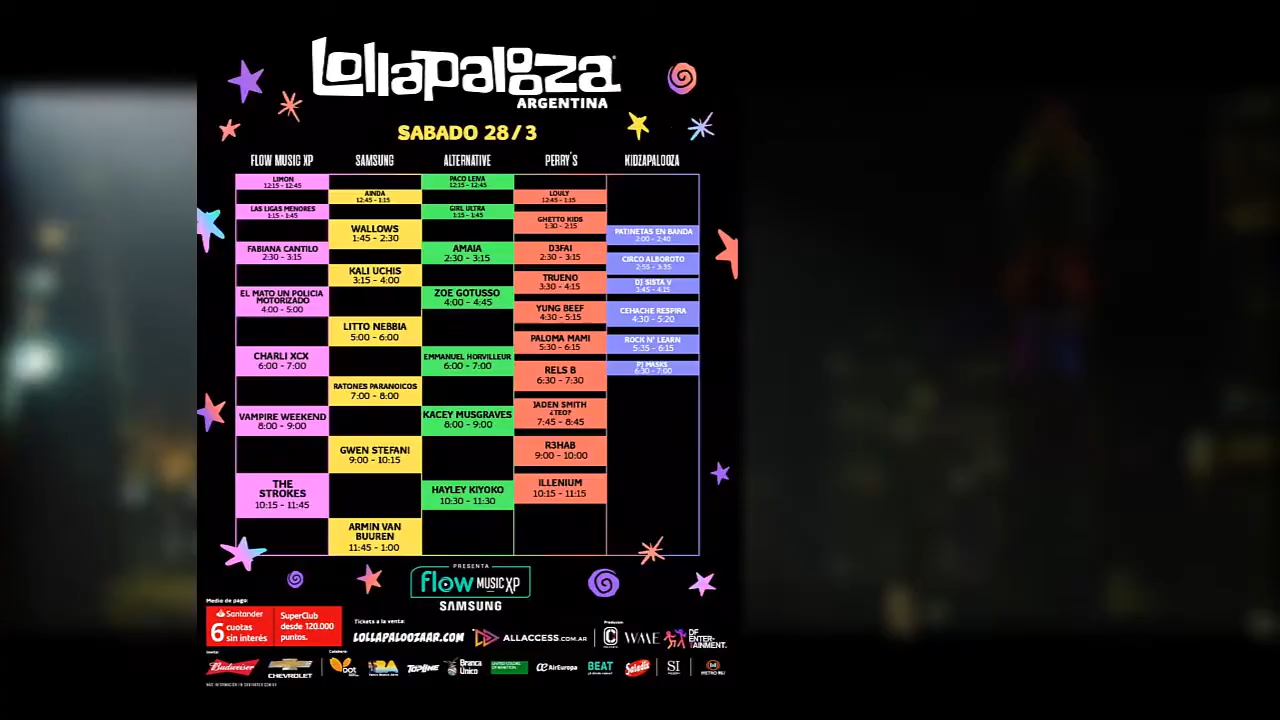 Lollapalooza
ARGENTINA
SABADO 28/3
FLOW MUSIC XP
LIMON
12:15 - 12:45
LAS LIGAS MENORES
1:15 - 1:45
FABIANA CANTILO
2:30 - 3:15
EL MATO UN POLICIA
MOTORIZADO
4:00 - 5:00
CHARLI XCX
6:00 - 7:00
VAMPIRE WEEKEND
8:00 - 9:00
THE
STROKES
10:15 - 11:45
SAMSUNG
AINDA
12:45 - 1:15
WALLOWS
1:45 - 2:30
KALI UCHIS
3:15 - 4:00
LITTO NEBBIA
5:00 - 6:00
RATONES PARANOICOS
7:00 - 8:00
GWEN STEFANI
9:00 - 10:15
ARMIN VAN
BUUREN
11:45 - 1:00
ALTERNATIVE
PACO LEIVA
12:15 - 12:45
GIRL ULTRA
1:15 - 1:45
AMAIA
2:30 - 3:15
ZOE GOTUSSO
4:00 - 4:45
EMMANUEL HORVILLEUR
6:00 - 7:00
KACEY MUSGRAVES
8:00 - 9:00
HAYLEY KIYOKO
10:30 - 11:30
PERRY'S
LOULY
12:45 - 1:15
GHETTO KIDS
1:30 - 2:15
D3FAI
2:30 - 3:15
TRUENO
3:30 - 4:15
YUNG BEEF
4:30 - 5:15
PALOMA MAMI
5:30 - 6:15
RELS B
6:30 - 7:30
JADEN SMITH
¿TEO?
7:45 - 8:45
R3HAB
9:00 - 10:00
ILLENIUM
10:15 - 11:15
KIDZAPALOOZA
PATINETAS EN BANDA
2:00 - 2:40
CIRCO ALBOROTO
2:55 - 3:35
DJ SISTA V
3:45 - 4:15
CEHACHE RESPIRA
4:30 - 5:20
ROCK N' LEARN
5:35 - 6:15
PJ MASKS
6:30 - 7:00
PRESENTA
flow MUSIC XP
SAMSUNG
Medio de pago:
Santander
6 cuotas
sin interés
SuperClub
desde 120.000
puntos.
Tickets a la venta:
LOLLAPALOOZAAR.COM
ALLACCESS.COM.AR
WAVE
DF
ENTER-
TAINMENT.
Budweiser
CHEVROLET
Dot
BA
TOPLINE
Branca
Unico
AirEuropa
BEAT
Saladix
SI